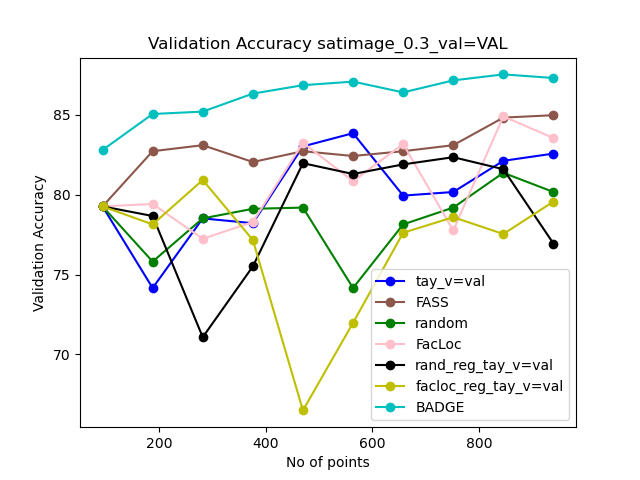 Validation Accuracy satimage_0.3_val=VAL
Validation Accuracy
85
80
75
70
200
400
600
800
No of points
tay_v=val
FASS
random
FacLoc
rand_reg_tay_v=val
facloc_reg_tay_v=val
BADGE